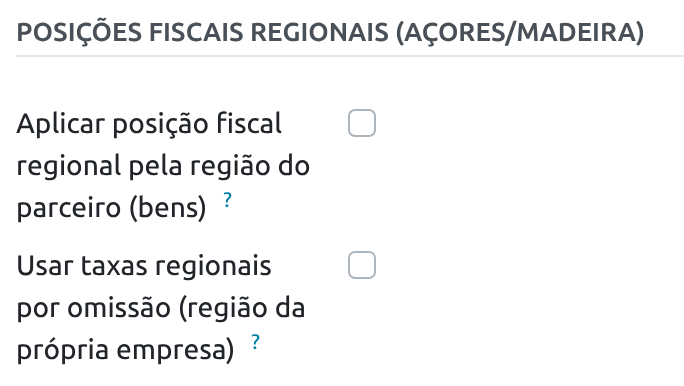 POSIÇÕES FISCAIS REGIONAIS (AÇORES/MADEIRA)
Aplicar posição fiscal
regional pela região do
parceiro (bens) ?
Usar taxas regionais
por omissão (região da
própria empresa) ?